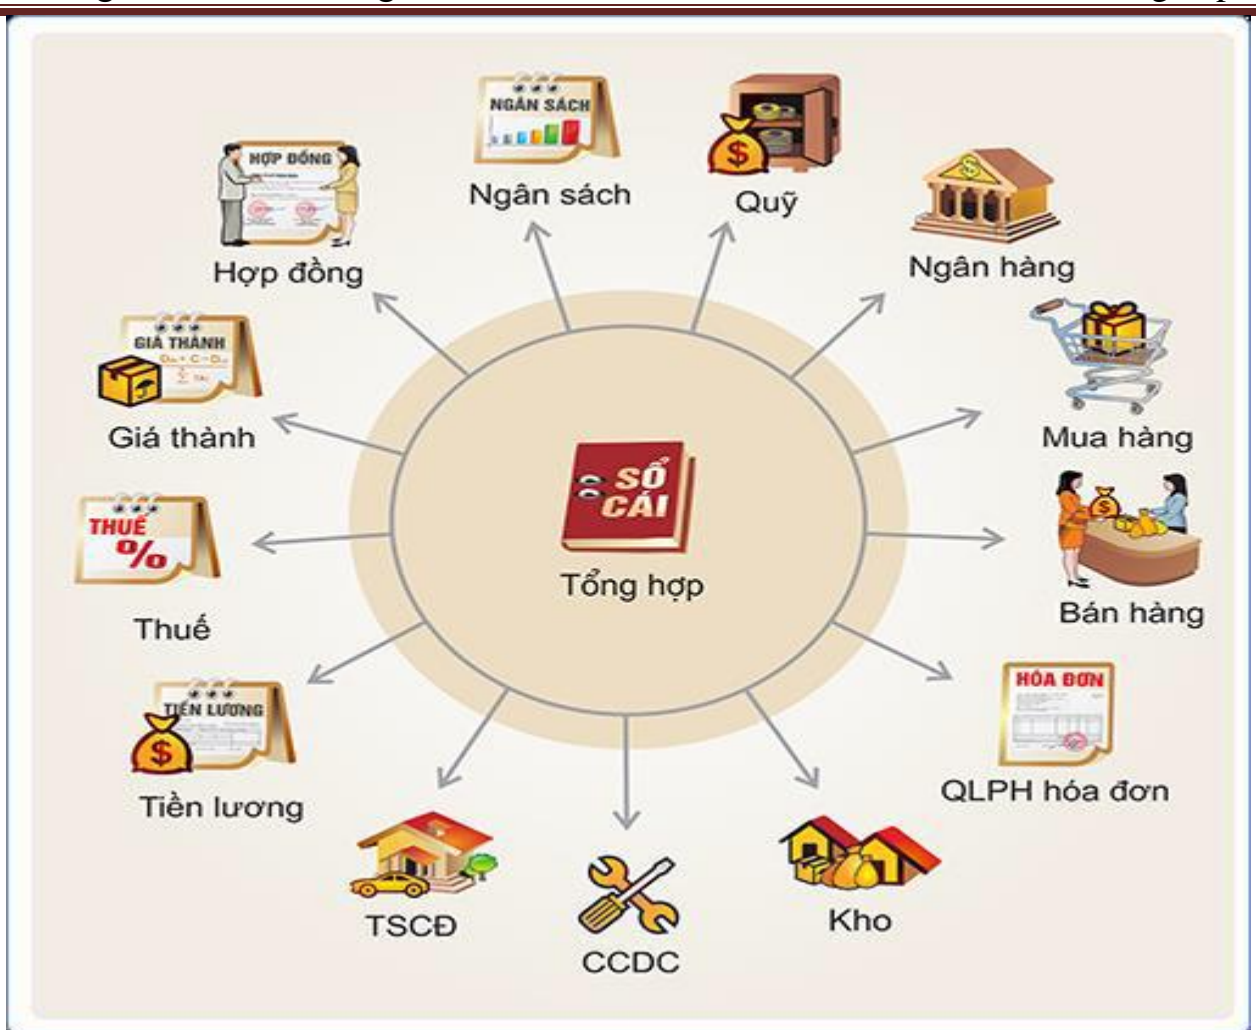 NGÂN SÁCH
Ngân sách
Quỹ
HỢP ĐỒNG
Hợp đồng
Ngân hàng
GIÁ THÀNH
Giá thành
Mua hàng
SỔ
CÁI
Tổng hợp
THUẾ
%
Thuế
Bán hàng
TIỀN LƯƠNG
Tiền lương
HÓA ĐƠN
QLPH hóa đơn
TSCĐ
CCDC
Kho